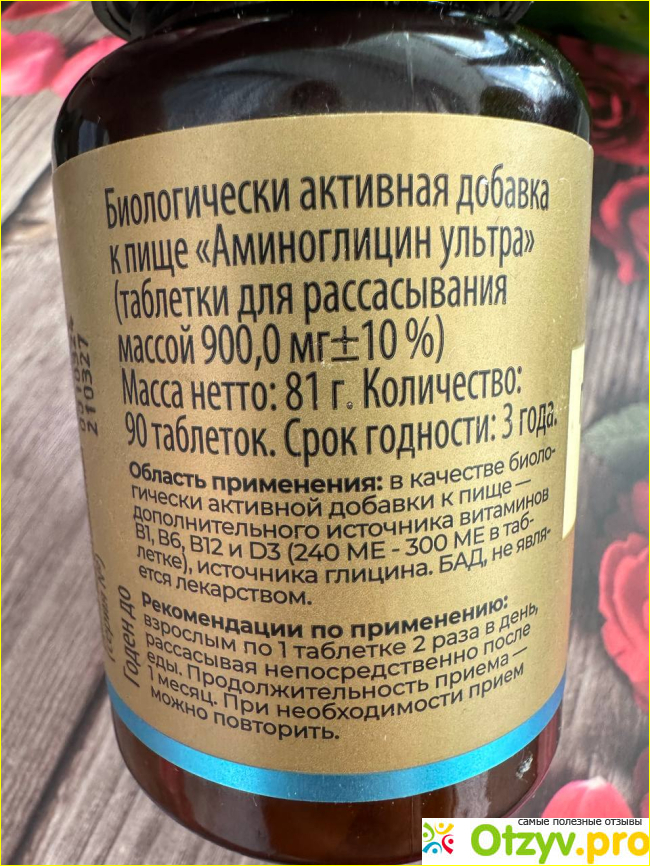 Биологически активная добавка
к пище «Аминоглицин ультра»
(таблетки для рассасывания
массой 900,0 мг±10 %)
Масса нетто: 81 г. Количество:
90 таблеток. Срок годности: 3 года.
Область применения: в качестве биоло-
гически активной добавки к пище —
дополнительного источника витаминов
В1, В6, В12 и D3 (240 МЕ - 300 МЕ в таб-
летке), источника глицина. БАД, не явля-
ется лекарством.
Рекомендации по применению:
взрослым по 1 таблетке 2 раза в день,
рассасывая непосредственно после
еды. Продолжительность приема —
1 месяц. При необходимости прием
можно повторить.
Годен до
210327
самые полезные отзывы
Otzyv.pro